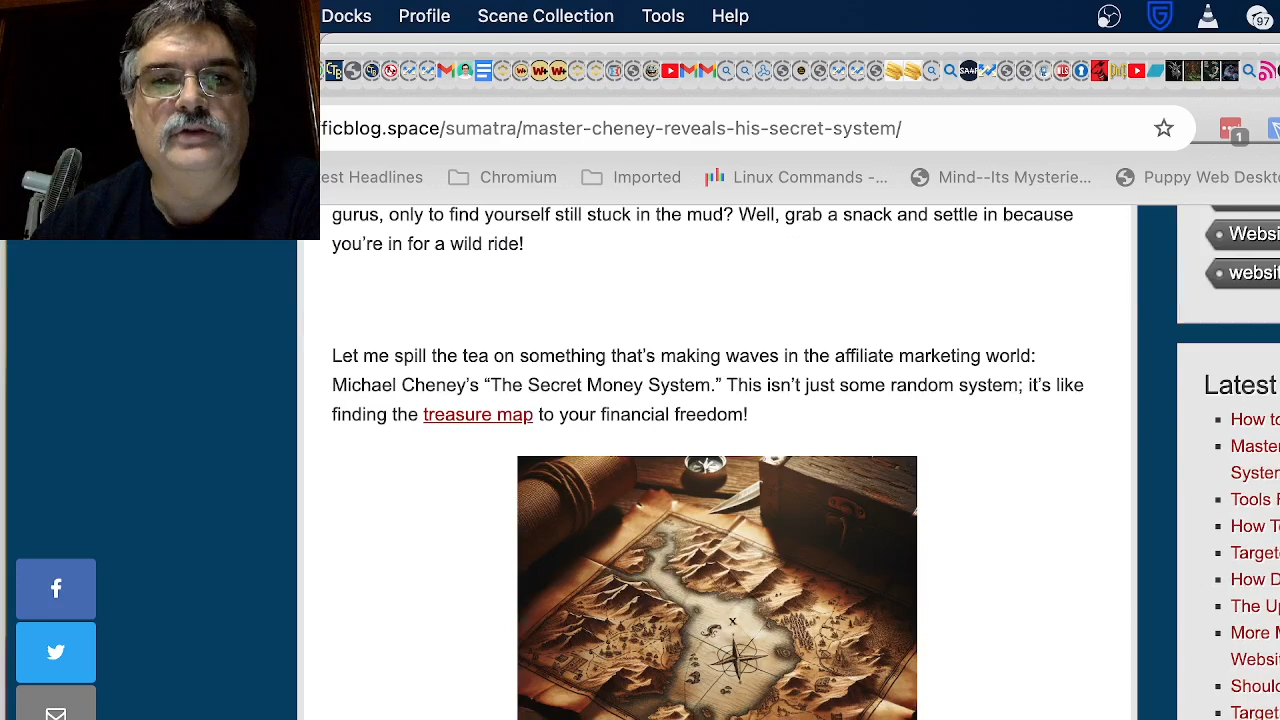 Docks Profile Scene Collection Tools Help 97
ficblog.space/sumatra/master-cheney-reveals-his-secret-system/ 1
est Headlines Chromium Imported Linux Commands -... Mind--Its Mysterie... Puppy Web Deskto
gurus, only to find yourself still stuck in the mud? Well, grab a snack and settle in because
you're in for a wild ride!
Websi
websit
Let me spill the tea on something that's making waves in the affiliate marketing world:
Michael Cheney's “The Secret Money System.” This isn't just some random system; it's like
finding the treasure map to your financial freedom!
X
Latest
How to
Master
System
Tools F
How To
Target
How D
The Up
More M
Websit
Should
Target